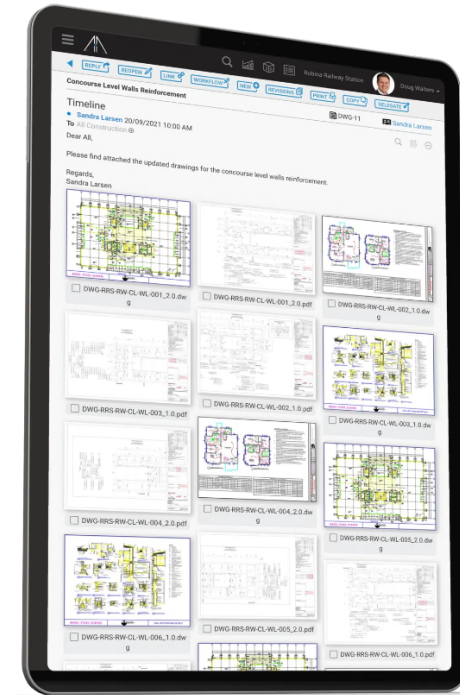 Robina Railway Station
Doug Walters
REPLY
REOPEN
LINK
WORKFLOW
NEW
REVISIONS
PRINT
COPY
DELEGATE
Concourse Level Walls Reinforcement
Timeline
DWG-11
Sandra Larsen
Sandra Larsen 20/09/2021 10:00 AM
To All Construction
Dear All,
Please find attached the updated drawings for the concourse level walls reinforcement.
Regards,
Sandra Larsen
DWG-RRS-RW-CL-WL-001_2.0.dw
g
DWG-RRS-RW-CL-WL-001_2.0.pdf
DWG-RRS-RW-CL-WL-002_1.0.dw
g
DWG-RRS-RW-CL-WL-003_1.0.pdf
DWG-RRS-RW-CL-WL-002_1.0.pdf
DWG-RRS-RW-CL-WL-003_1.0.dw
g
DWG-RRS-RW-CL-WL-004_2.0.pdf
DWG-RRS-RW-CL-WL-004_2.0.dw
g
DWG-RRS-RW-CL-WL-005_2.0.dw
g
DWG-RRS-RW-CL-WL-006_1.0.dw
g
DWG-RRS-RW-CL-WL-005_2.0.pdf
DWG-RRS-RW-CL-WL-006_1.0.pdf